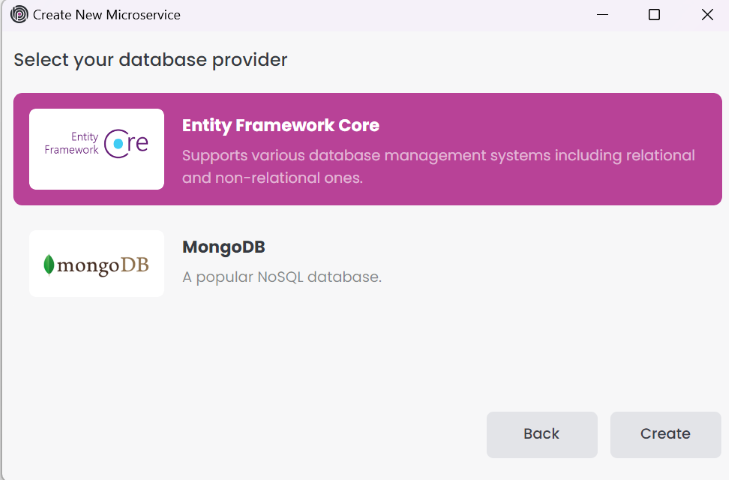 Create New Microservice
Select your database provider
Entity Framework Core
Entity Framework Core
Supports various database management systems including relational
and non-relational ones.
mongoDB
MongoDB
A popular NoSQL database.
Back
Create